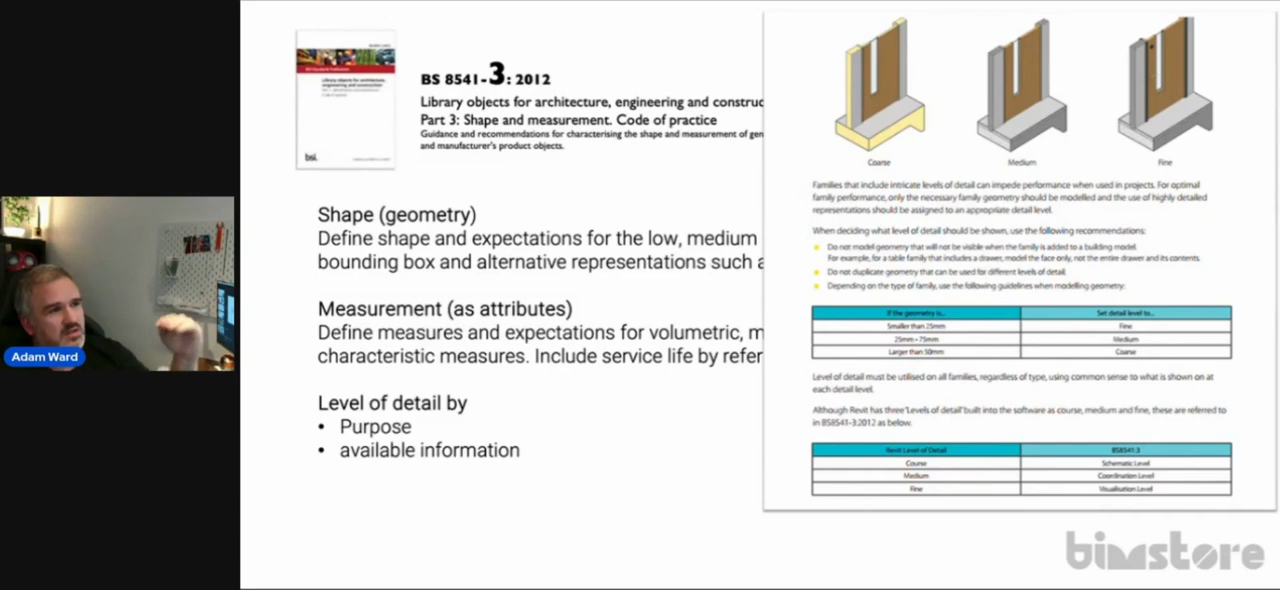 BS 8541-3: 2012
Library objects for architecture, engineering and construc
Part 3: Shape and measurement. Code of practice
Guidance and recommendations for characterising the shape and measurement of gen
and manufacturer's product objects.
bsi.
Shape (geometry)
Define shape and expectations for the low, medium
bounding box and alternative representations such a
Measurement (as attributes)
Define measures and expectations for volumetric, m
characteristic measures. Include service life by refer
Level of detail by
• Purpose
• available information
Adam Ward
Coarse
Medium
Fine
Families that include intricate levels of detail can impede performance when used in projects. For optimal
family performance, only the necessary family geometry should be modelled and the use of highly detailed
representations should be assigned to an appropriate detail level.
When deciding what level of detail should be shown, use the following recommendations:
Do not model geometry that will not be visible when the family is added to a building model.
For example, for a table family that includes a drawer, model the face only, not the entire drawer and its contents.
Do not duplicate geometry that can be used for different levels of detail.
Depending on the type of family, use the following guidelines when modelling geometry:
If the geometry is... Set detail level to...
Smaller than 25mm Fine
25mm - 75mm Medium
Larger than 50mm Coarse
Level of detail must be utilised on all families, regardless of type, using common sense to what is shown on at
each detail level.
Although Revit has three 'Levels of detail' built into the software as course, medium and fine, these are referred to
in BS8541-3:2012 as below.
Revit Level of Detail BS8541:3
Course Schematic Level
Medium Coordination Level
Fine Visualisation Level
bimstore